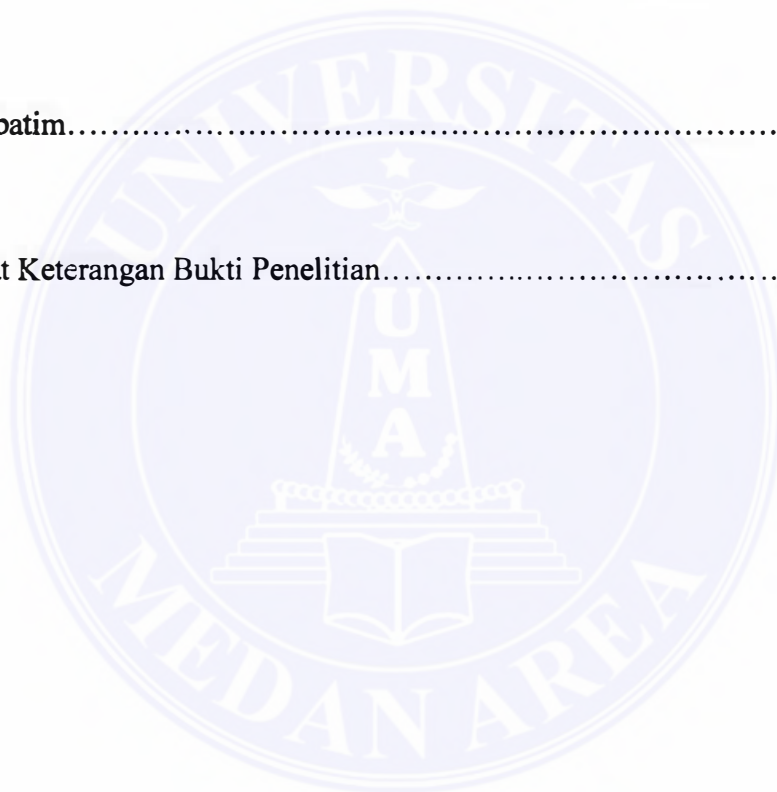 patim..........................................................................
t Keterangan Bukti Penelitian.............................................
UNIVERSITAS
U
M
A
MEDAN AREA